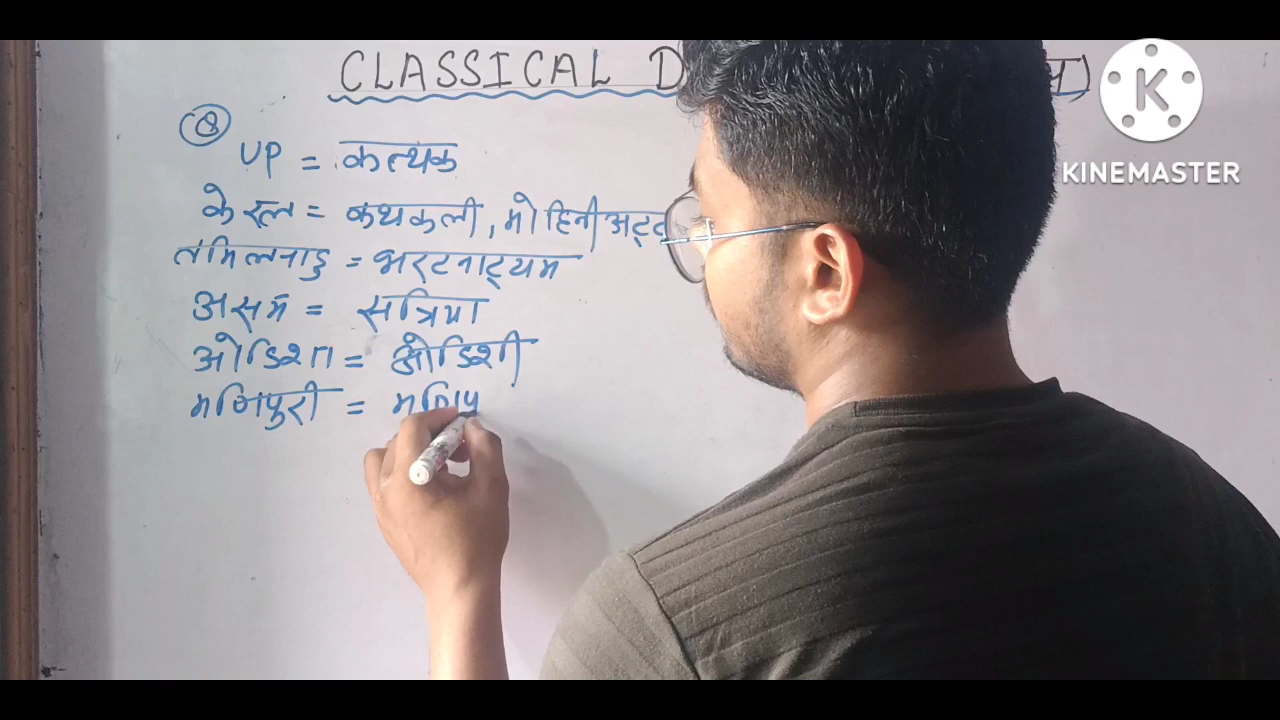 CLASSICAL D
8
UP = कत्थक
केरल = कथकली, मोहिनीअट्ट
तमिलनाडु = भरटनाट्यम
असम = सत्रिया
ओडिशा = ओडिशी
मणिपुरी = मणिपु
KINEMASTER